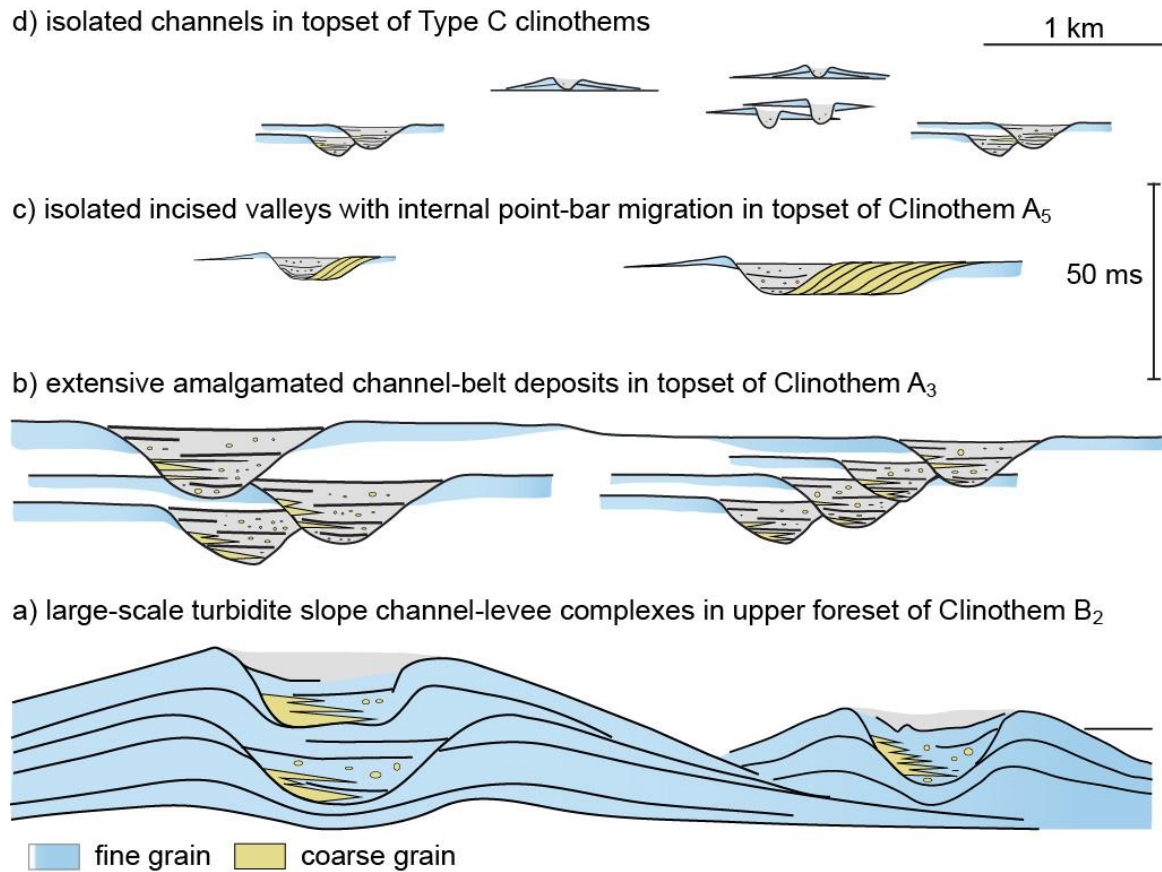 d) isolated channels in topset of Type C clinothems
1 km
c) isolated incised valleys with internal point-bar migration in topset of Clinothem A₅
50 ms
b) extensive amalgamated channel-belt deposits in topset of Clinothem A₃
a) large-scale turbidite slope channel-levee complexes in upper foreset of Clinothem B₂
fine grain
coarse grain